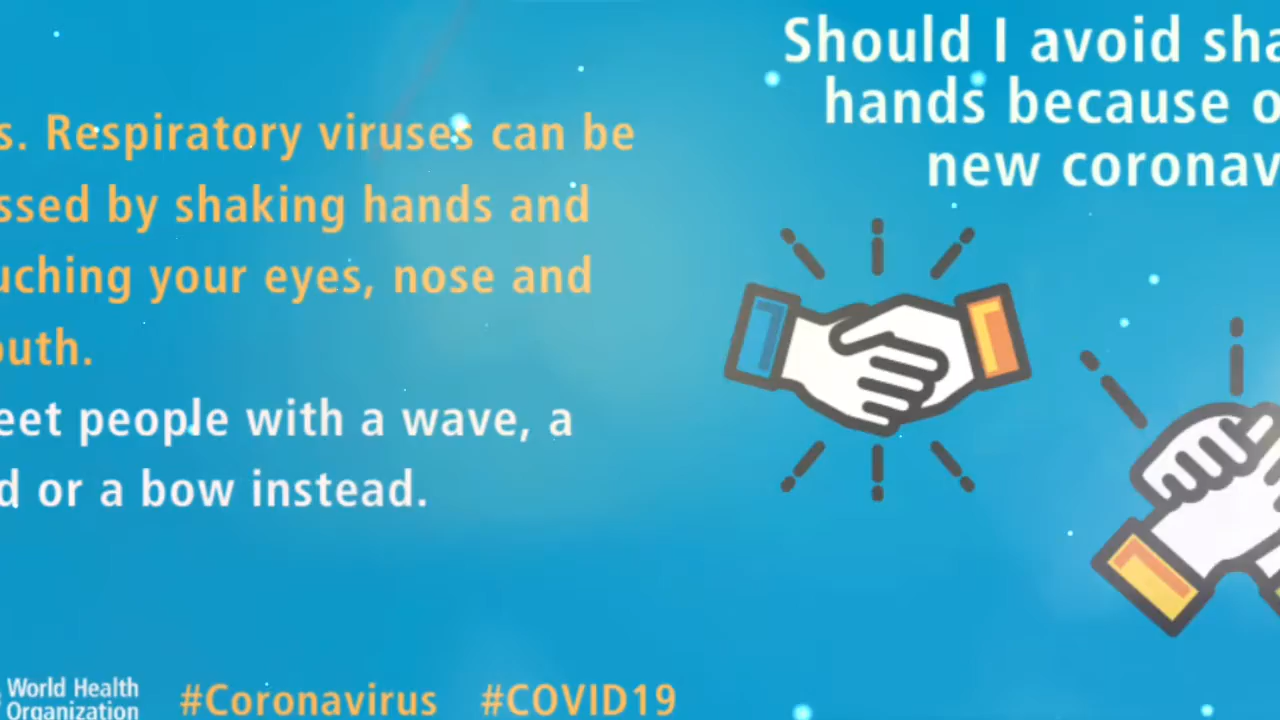 Should I avoid sha
hands because o
new coronav
s. Respiratory viruses can be
ssed by shaking hands and
uching your eyes, nose and
outh.
eet people with a wave, a
d or a bow instead.
World Health
Organization
#Coronavirus #COVID19